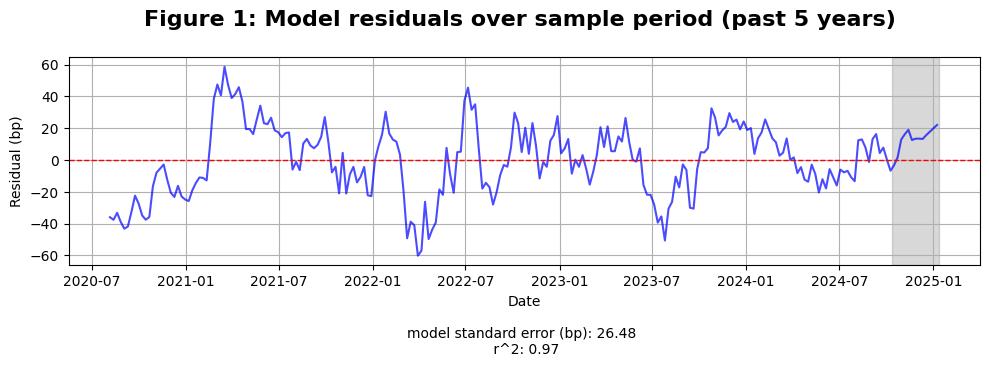 Figure 1: Model residuals over sample period (past 5 years)
60
40
20
0
−20
−40
−60
Residual (bp)
2020-07 2021-01 2021-07 2022-01 2022-07 2023-01 2023-07 2024-01 2024-07 2025-01
Date
model standard error (bp): 26.48
r^2: 0.97